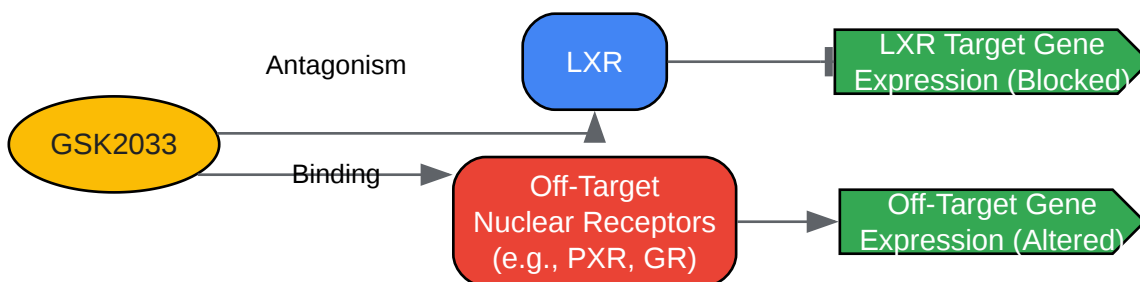 LXR Target Gene
Expression (Blocked)
LXR
Antagonism
GSK2033
Binding
Off-Target
Nuclear Receptors
(e.g., PXR, GR)
Off-Target Gene
Expression (Altered)